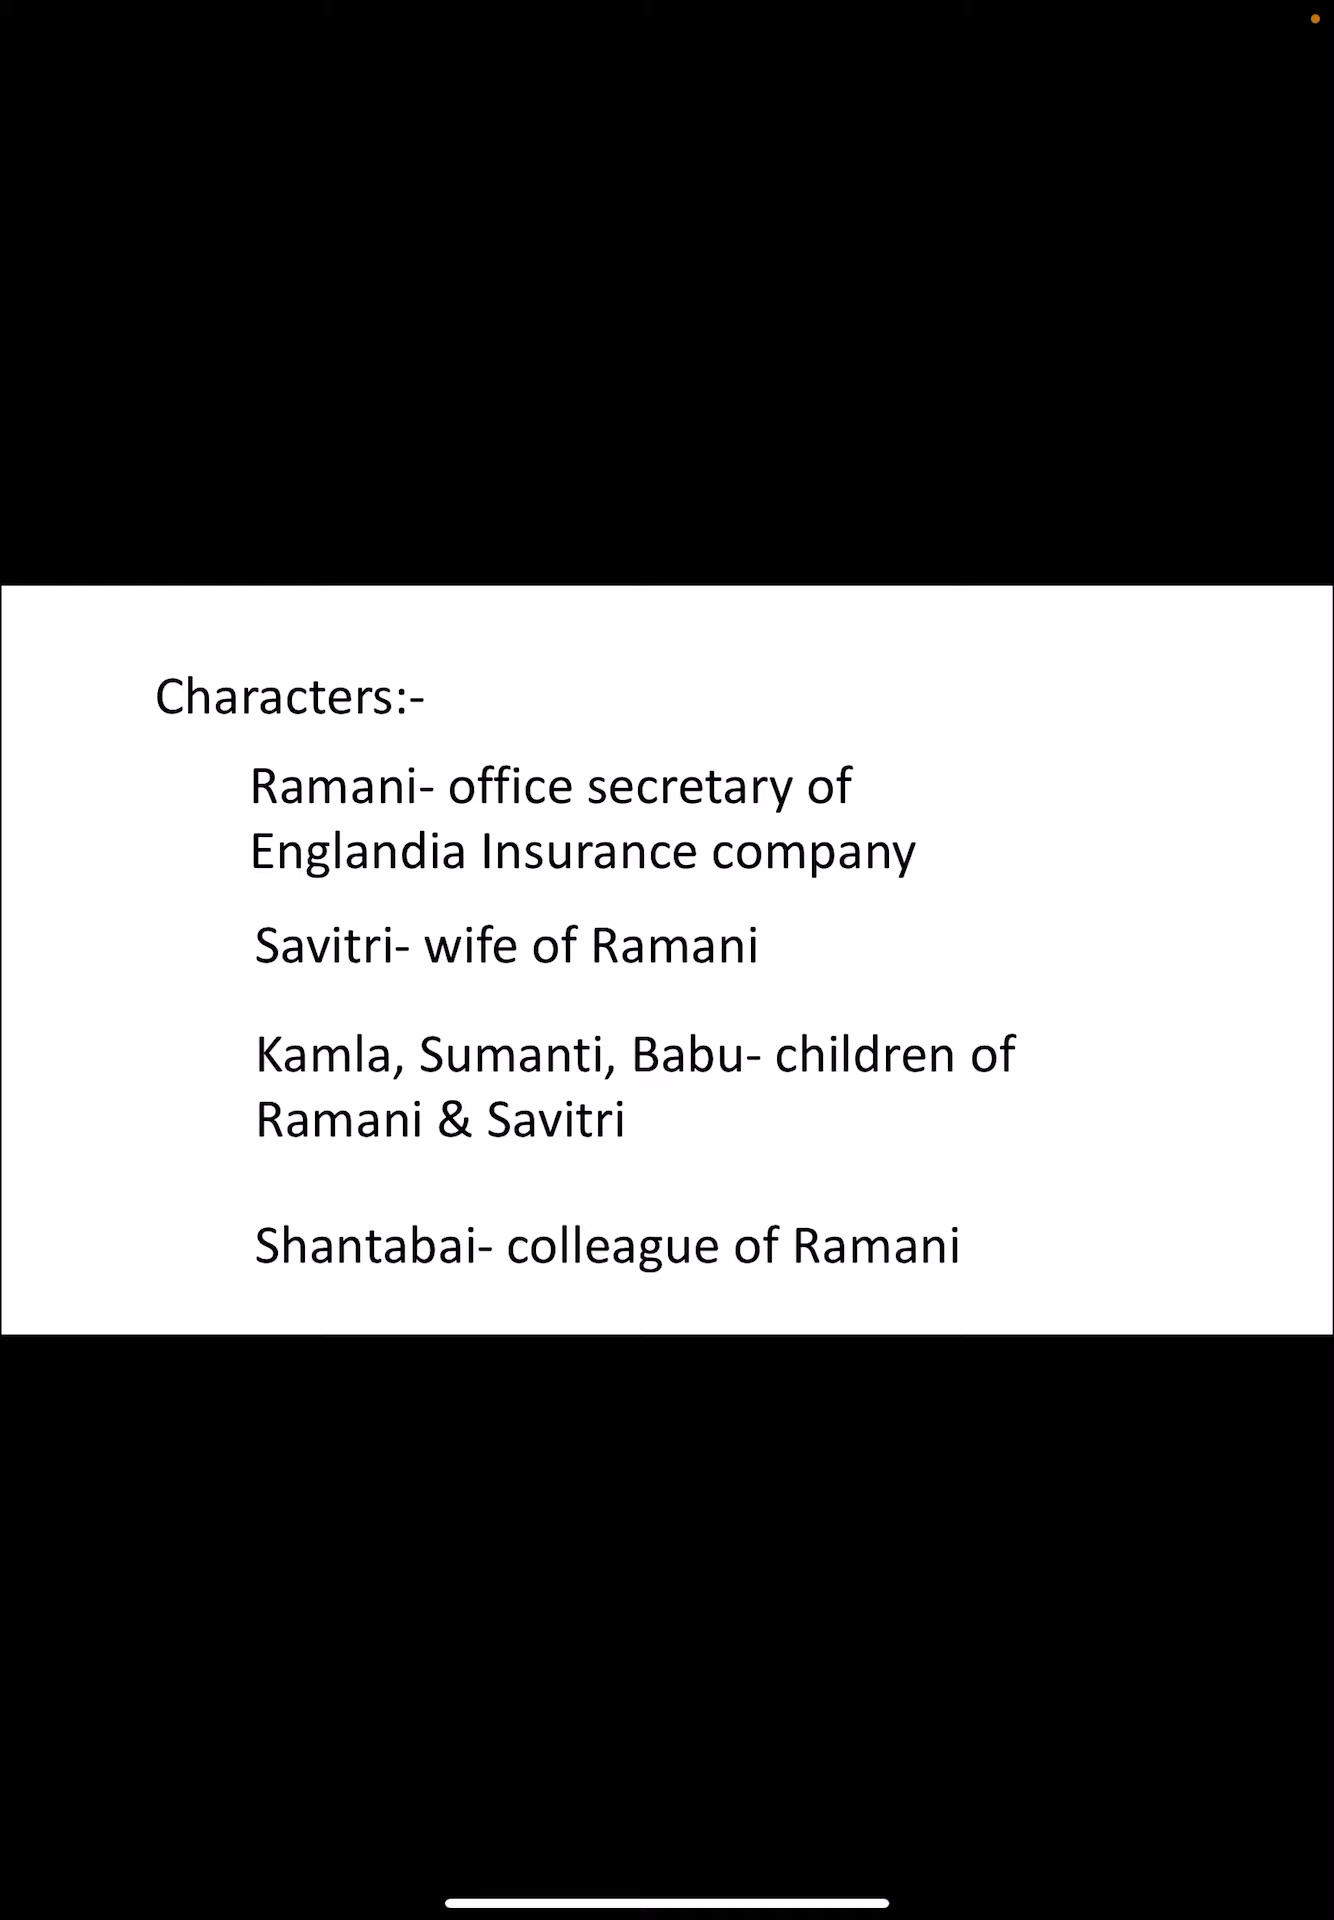 Characters:-
Ramani- office secretary of
Englandia Insurance company
Savitri- wife of Ramani
Kamla, Sumanti, Babu- children of
Ramani & Savitri
Shantabai- colleague of Ramani